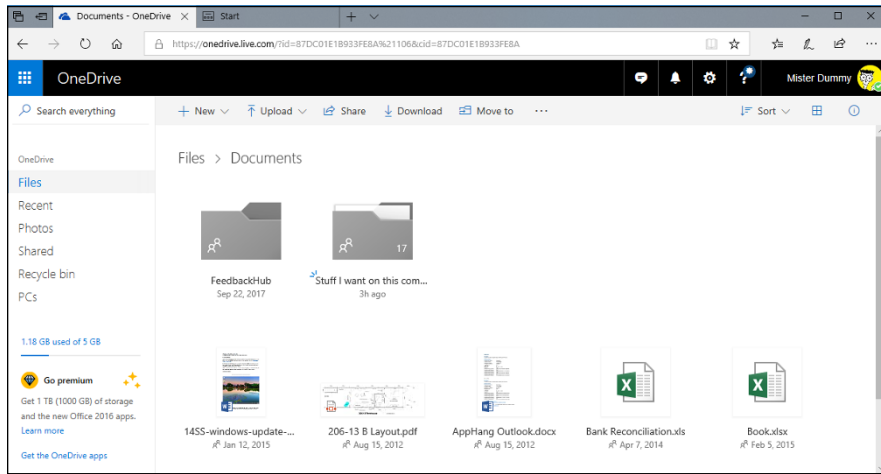 Documents - OneDrive
Start
https://onedrive.live.com/?id=87DC01E1B933FE8A%21106&cid=87DC01E1B933FE8A
OneDrive
Mister Dummy
Search everything
New
Upload
Share
Download
Move to
Sort
OneDrive
Files
Recent
Photos
Shared
Recycle bin
PCs
1.18 GB used of 5 GB
Go premium
Get 1 TB (1000 GB) of storage
and the new Office 2016 apps.
Learn more
Get the OneDrive apps
Files > Documents
17
FeedbackHub
Sep 22, 2017
Stuff I want on this com...
3h ago
14SS-windows-update-...
Jan 12, 2015
206-13 B Layout.pdf
Aug 15, 2012
AppHang Outlook.docx
Aug 15, 2012
Bank Reconciliation.xls
Apr 7, 2014
Book.xlsx
Feb 5, 2015